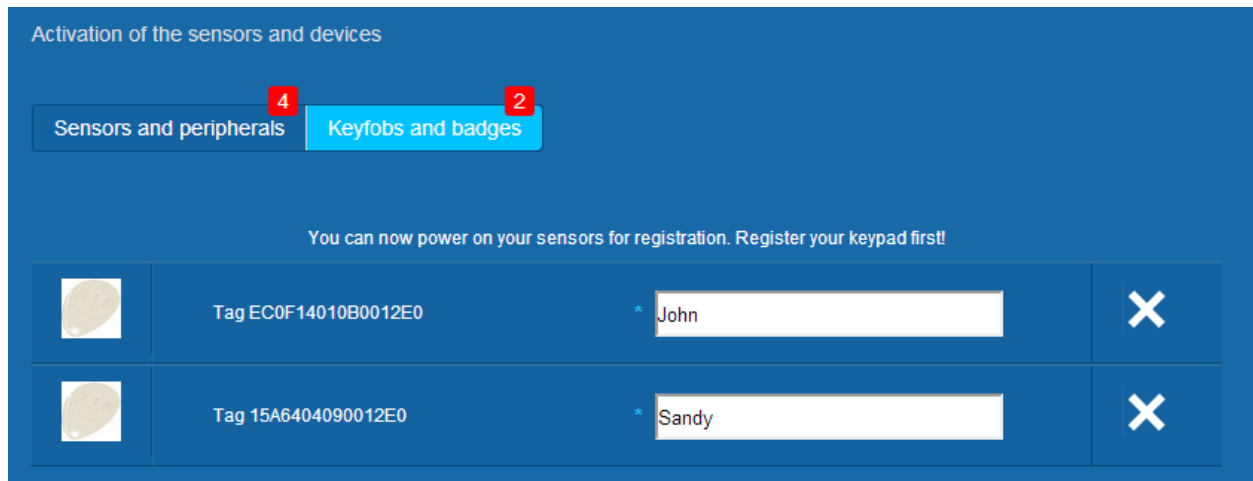 Activation of the sensors and devices
4
2
Sensors and peripherals
Keyfobs and badges
You can now power on your sensors for registration. Register your keypad first!
Tag EC0F14010B0012E0 * John
Tag 15A6404090012E0 * Sandy